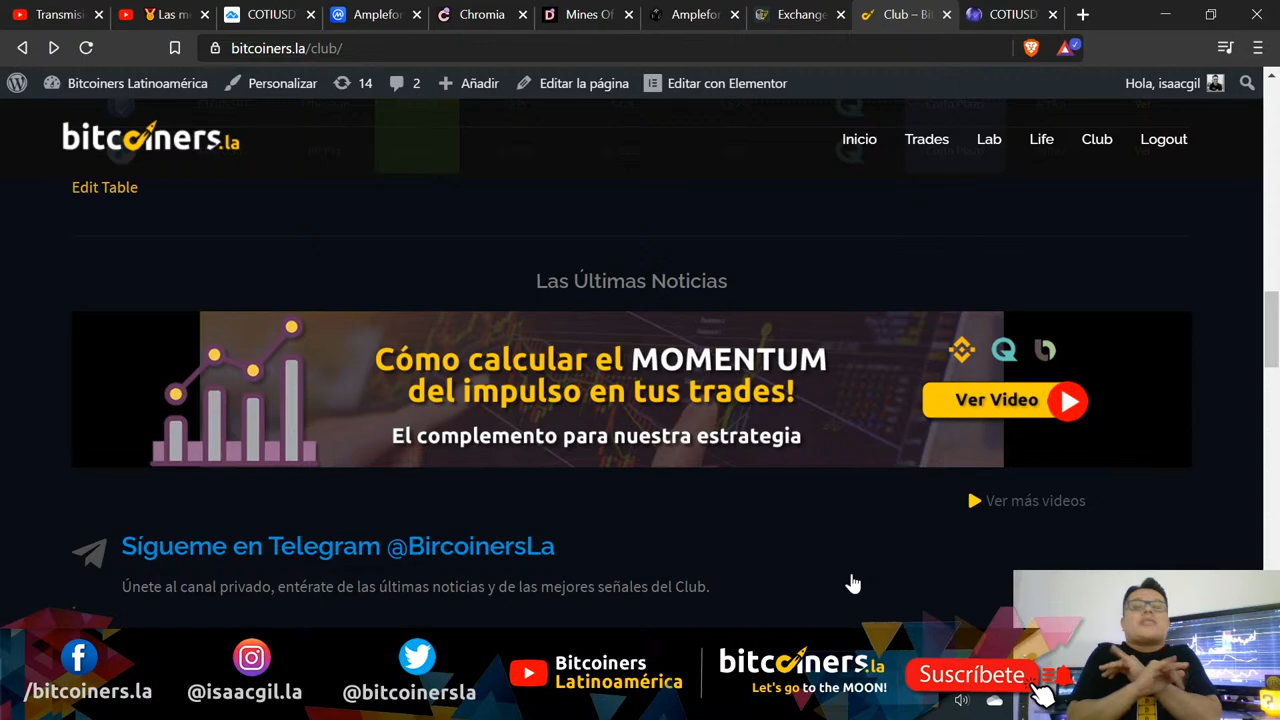 Transmisi
Las m
COTIUSD
Amplefor
Chromia
Mines Of
Amplefor
Exchange
Club – Bi
COTIUSD
bitcoiners.la/club/
Bitcoiners Latinoamérica
Personalizar
14
2
Añadir
Editar la página
Editar con Elementor
Hola, isaacgil
bitcoiners.la
Inicio
Trades
Lab
Life
Club
Logout
Edit Table
Las Últimas Noticias
Cómo calcular el MOMENTUM
del impulso en tus trades!
El complemento para nuestra estrategia
Ver Video
Ver más videos
Sígueme en Telegram @BircoinersLa
Únete al canal privado, entérate de las últimas noticias y de las mejores señales del Club.
/bitcoiners.la
@isaacgil.la
@bitcoinersla
Bitcoiners
Latinoamérica
bitcoiners.la
Let's go to the MOON!
Suscríbete